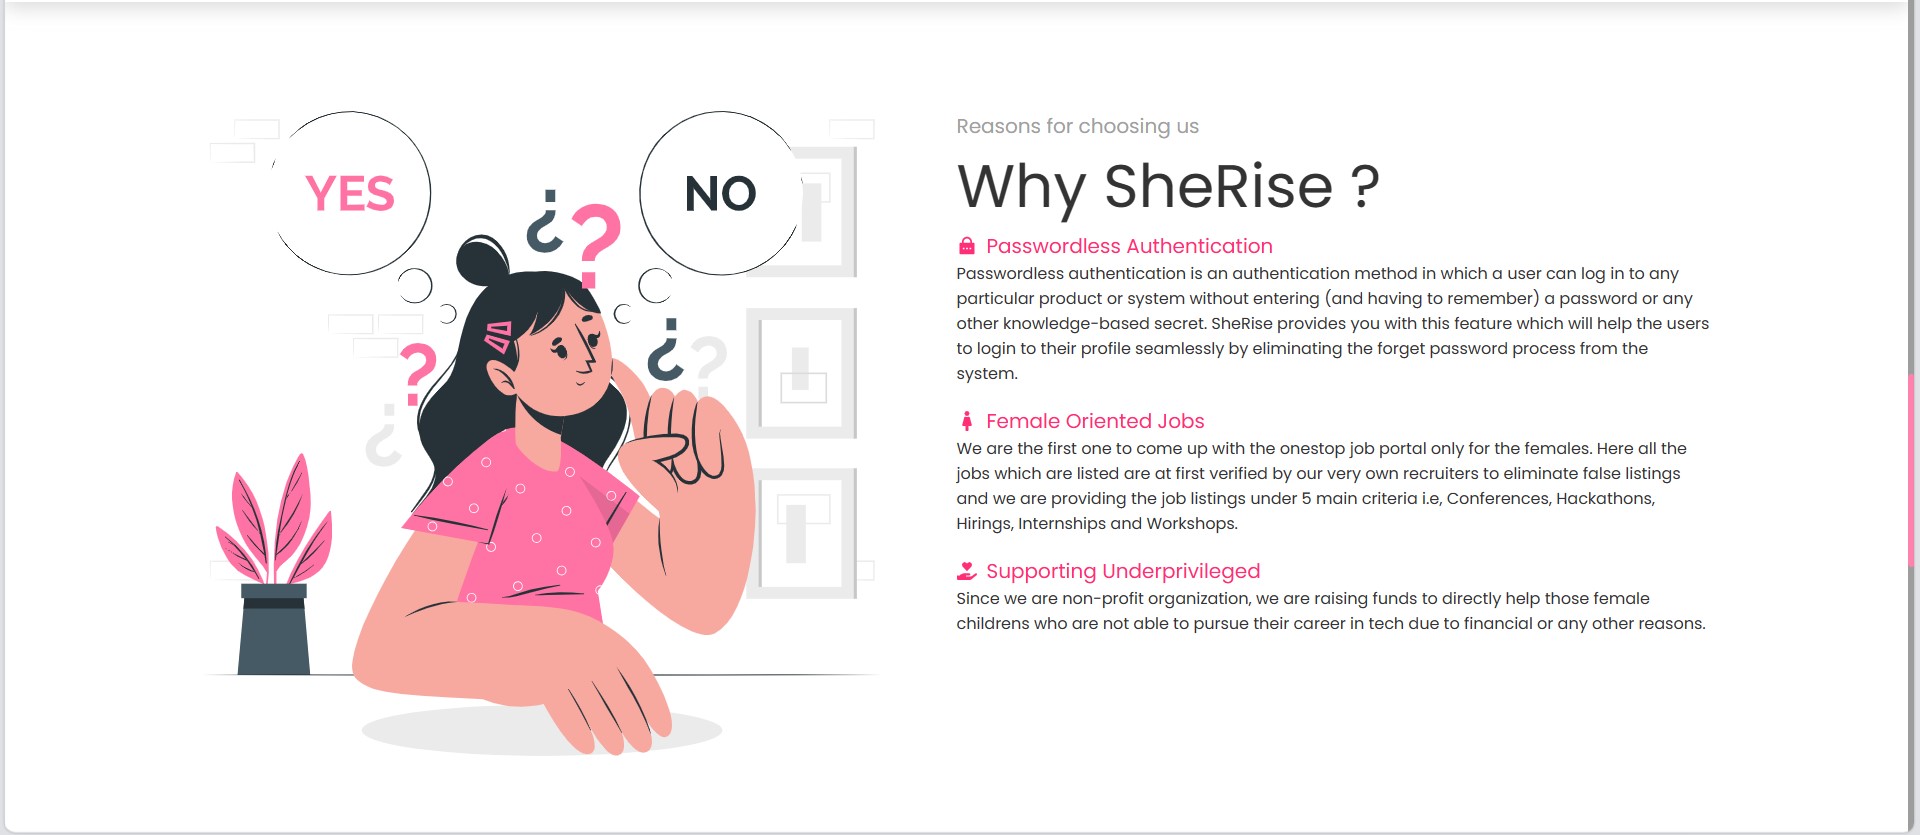 YES
NO
¿
?
¿
?
?
¿
Reasons for choosing us
Why SheRise ?
Passwordless Authentication
Passwordless authentication is an authentication method in which a user can log in to any
particular product or system without entering (and having to remember) a password or any
other knowledge-based secret. SheRise provides you with this feature which will help the users
to login to their profile seamlessly by eliminating the forget password process from the
system.
Female Oriented Jobs
We are the first one to come up with the onestop job portal only for the females. Here all the
jobs which are listed are at first verified by our very own recruiters to eliminate false listings
and we are providing the job listings under 5 main criteria i.e, Conferences, Hackathons,
Hirings, Internships and Workshops.
Supporting Underprivileged
Since we are non-profit organization, we are raising funds to directly help those female
childrens who are not able to pursue their career in tech due to financial or any other reasons.